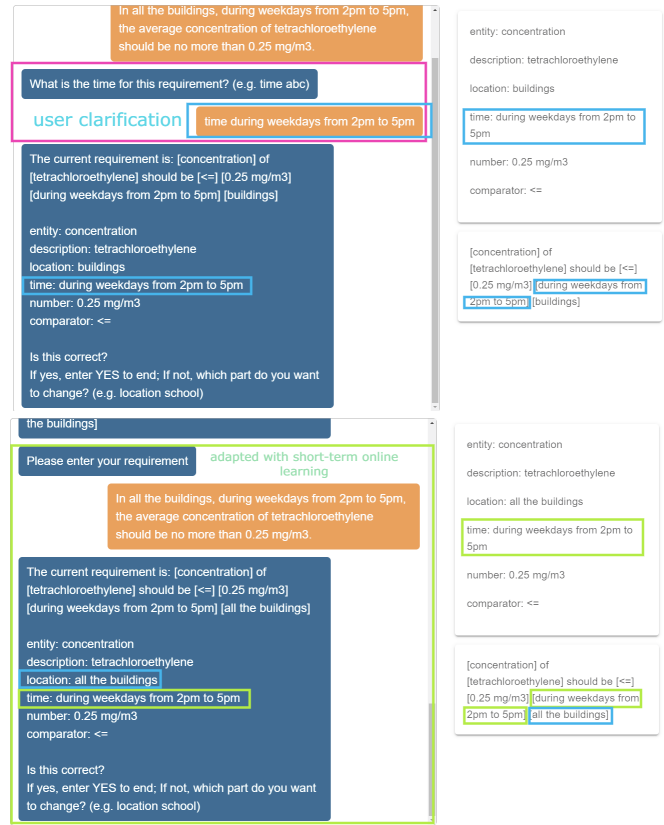 In all the buildings, during weekdays from 2pm to 5pm,
the average concentration of tetrachloroethylene
should be no more than 0.25 mg/m3.
What is the time for this requirement? (e.g. time abc)
user clarification
time during weekdays from 2pm to 5pm
The current requirement is: [concentration] of
[tetrachloroethylene] should be [<=] [0.25 mg/m3]
[during weekdays from 2pm to 5pm] [buildings]
entity: concentration
description: tetrachloroethylene
location: buildings
time: during weekdays from 2pm to 5pm
number: 0.25 mg/m3
comparator: <=
Is this correct?
If yes, enter YES to end; If not, which part do you want
to change? (e.g. location school)
entity: concentration
description: tetrachloroethylene
location: buildings
time: during weekdays from 2pm to
5pm
number: 0.25 mg/m3
comparator: <=
[concentration] of
[tetrachloroethylene] should be [<=]
[0.25 mg/m3] [during weekdays from
2pm to 5pm] [buildings]
the buildings]
Please enter your requirement
adapted with short-term online
learning
In all the buildings, during weekdays from 2pm to 5pm,
the average concentration of tetrachloroethylene
should be no more than 0.25 mg/m3.
The current requirement is: [concentration] of
[tetrachloroethylene] should be [<=] [0.25 mg/m3]
[during weekdays from 2pm to 5pm] [all the buildings]
entity: concentration
description: tetrachloroethylene
location: all the buildings
time: during weekdays from 2pm to 5pm
number: 0.25 mg/m3
comparator: <=
Is this correct?
If yes, enter YES to end; If not, which part do you want
to change? (e.g. location school)
entity: concentration
description: tetrachloroethylene
location: all the buildings
time: during weekdays from 2pm to
5pm
number: 0.25 mg/m3
comparator: <=
[concentration] of
[tetrachloroethylene] should be [<=]
[0.25 mg/m3] [during weekdays from
2pm to 5pm] [all the buildings]